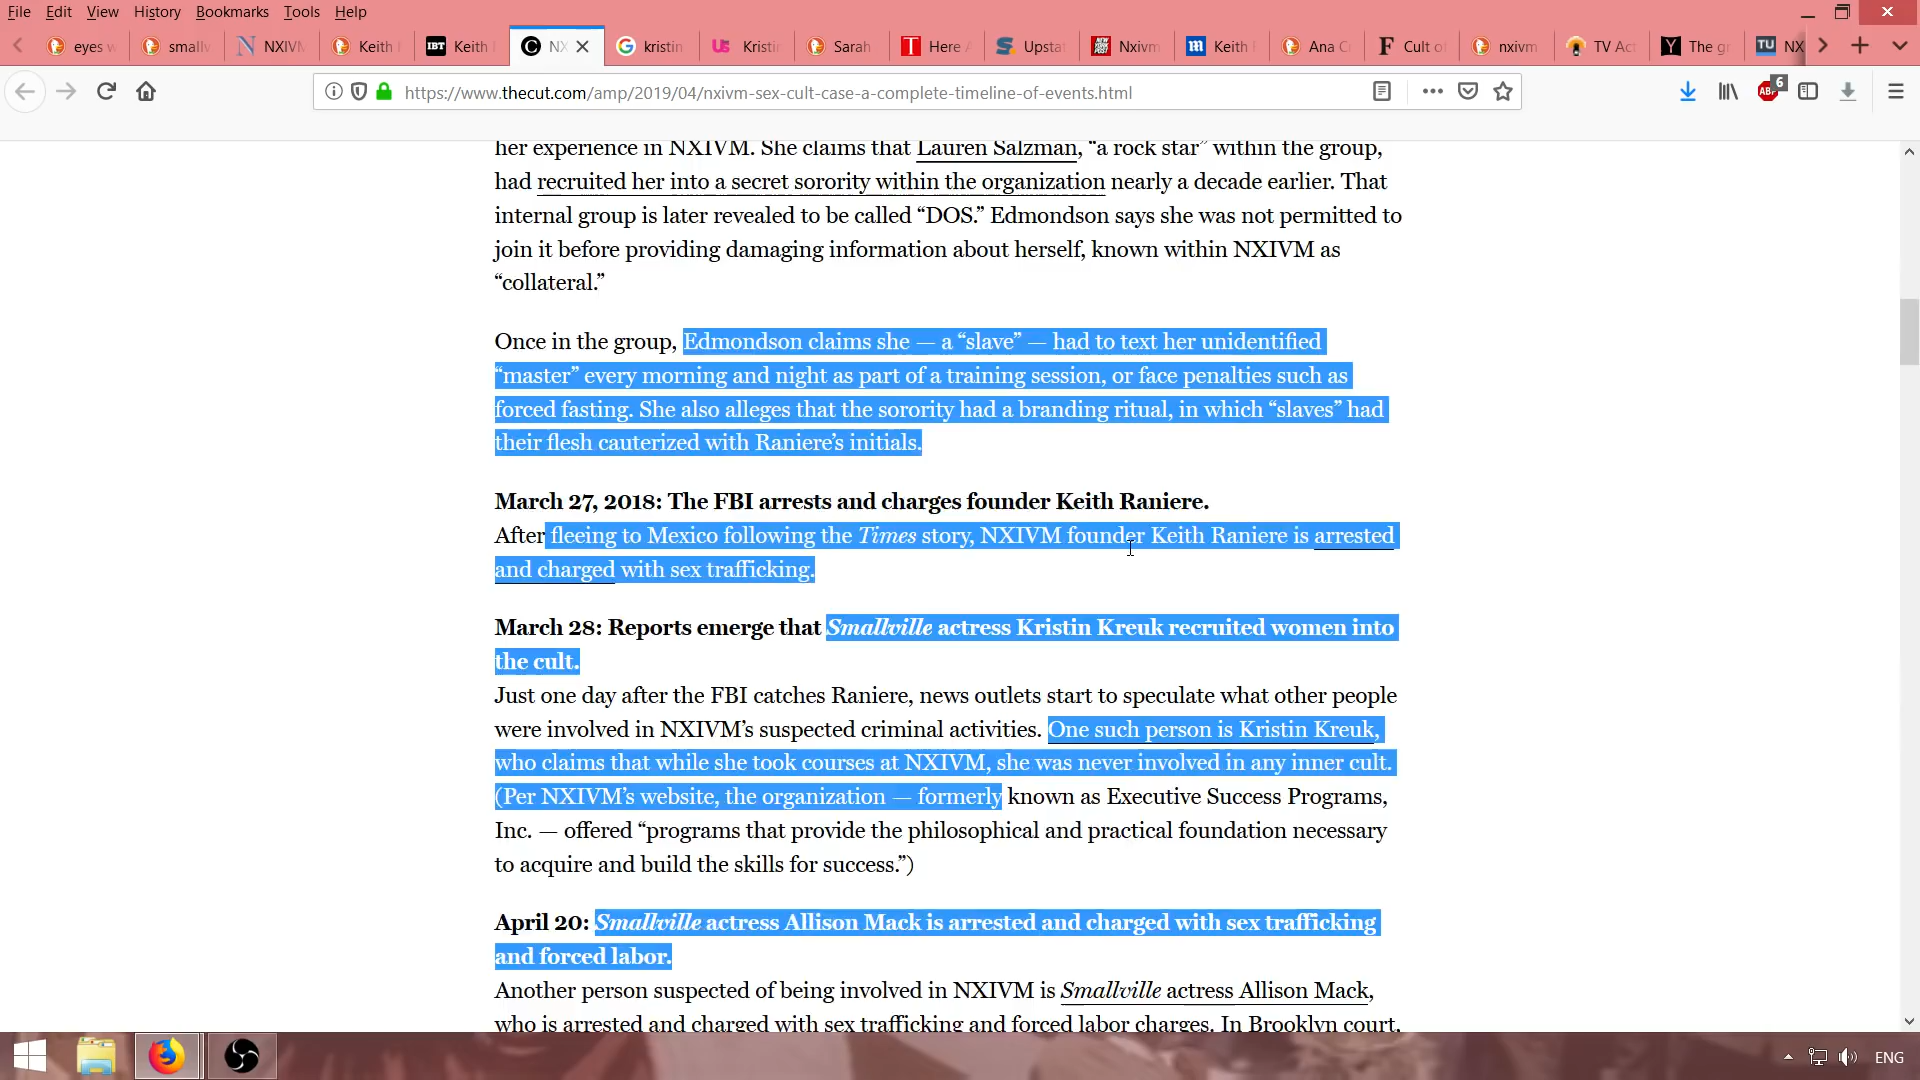 File Edit View History Bookmarks Tools Help
eyes w smallv NXIVM Keith IBT Keith NX kristin US Kristin Sarah T Here A S Upsta NEW YORK POST Nxivm m Keith Ana C F Cult of nxivm TV Act Y The gr TU NX
https://www.thecut.com/amp/2019/04/nxivm-sex-cult-case-a-complete-timeline-of-events.html
ABP 6
her experience in NXIVM. She claims that Lauren Salzman, “a rock star” within the group,
had recruited her into a secret sorority within the organization nearly a decade earlier. That
internal group is later revealed to be called “DOS.” Edmondson says she was not permitted to
join it before providing damaging information about herself, known within NXIVM as
“collateral.”
Once in the group, Edmondson claims she — a “slave” — had to text her unidentified
“master” every morning and night as part of a training session, or face penalties such as
forced fasting. She also alleges that the sorority had a branding ritual, in which “slaves” had
their flesh cauterized with Raniere’s initials.
March 27, 2018: The FBI arrests and charges founder Keith Raniere.
After fleeing to Mexico following the Times story, NXIVM founder Keith Raniere is arrested
and charged with sex trafficking.
March 28: Reports emerge that Smallville actress Kristin Kreuk recruited women into
the cult.
Just one day after the FBI catches Raniere, news outlets start to speculate what other people
were involved in NXIVM’s suspected criminal activities. One such person is Kristin Kreuk,
who claims that while she took courses at NXIVM, she was never involved in any inner cult.
(Per NXIVM’s website, the organization — formerly known as Executive Success Programs,
Inc. — offered “programs that provide the philosophical and practical foundation necessary
to acquire and build the skills for success.”)
April 20: Smallville actress Allison Mack is arrested and charged with sex trafficking
and forced labor.
Another person suspected of being involved in NXIVM is Smallville actress Allison Mack,
who is arrested and charged with sex trafficking and forced labor charges. In Brooklyn court,
ENG